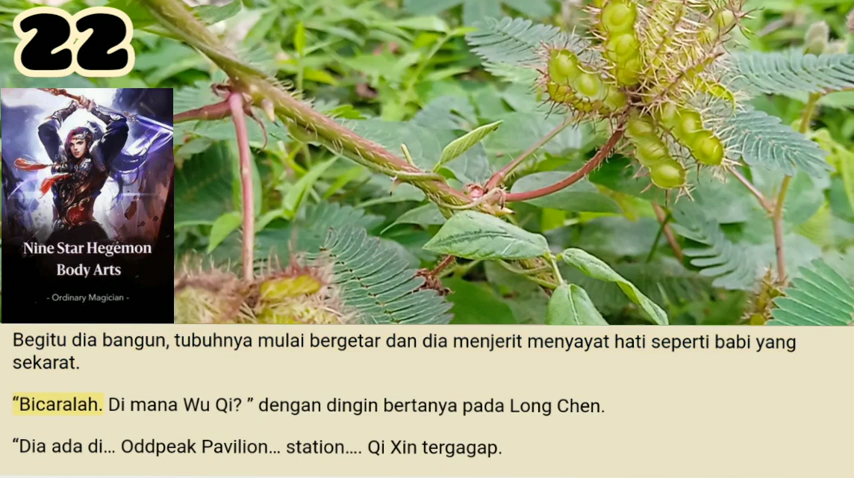 22
Nine Star Hegemon
Body Arts
- Ordinary Magician -
Begitu dia bangun, tubuhnya mulai bergetar dan dia menjerit menyayat hati seperti babi yang
sekarat.
“Bicaralah. Di mana Wu Qi? ” dengan dingin bertanya pada Long Chen.
“Dia ada di... Oddpeak Pavilion... station.... Qi Xin tergagap.